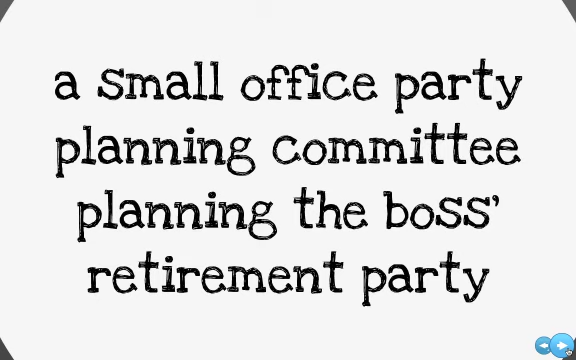 a small office party
planning committee
planning the boss’
retirement party